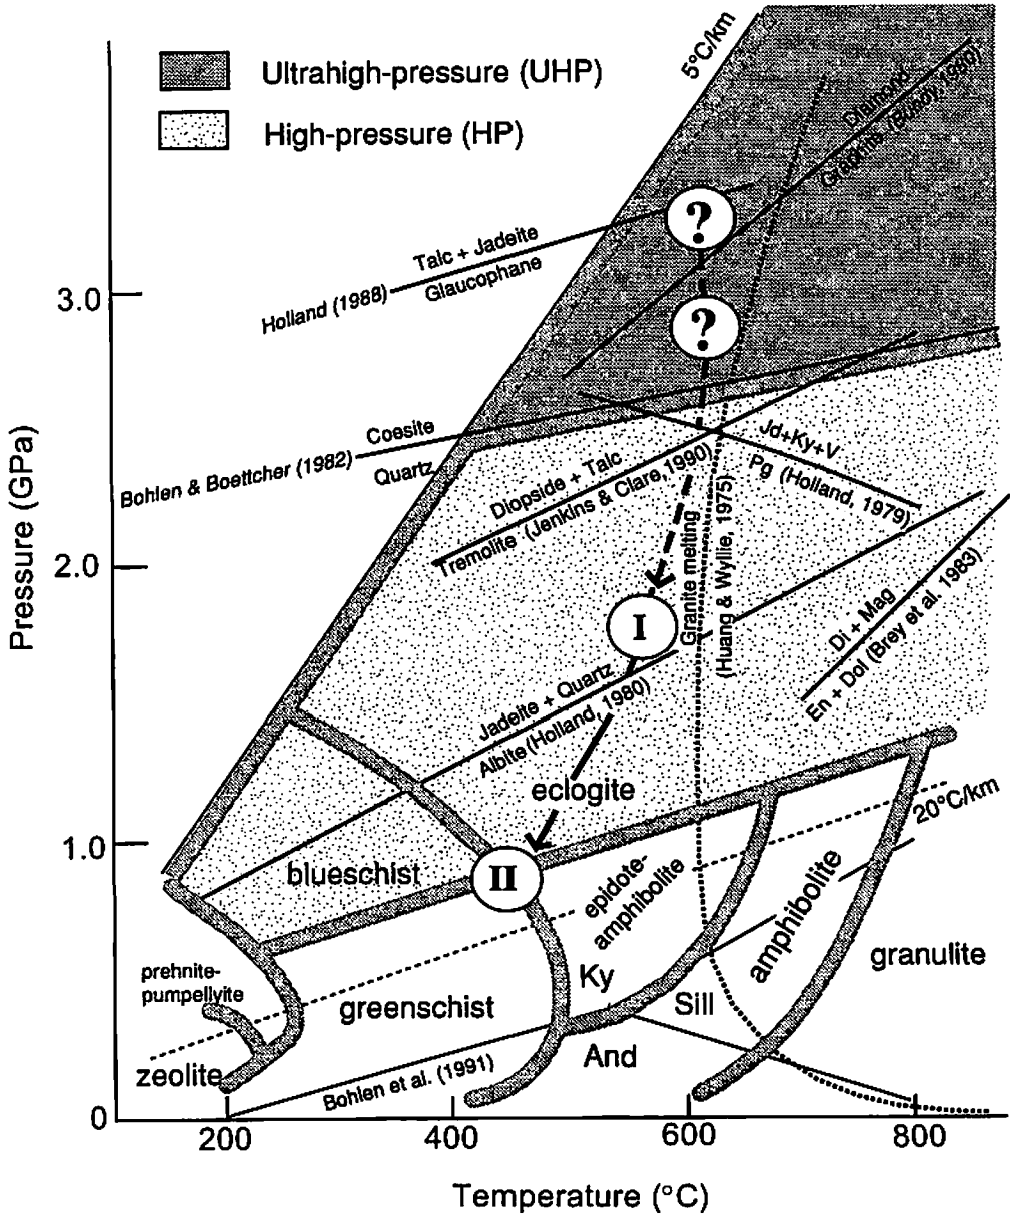 Ultrahigh-pressure (UHP)
High-pressure (HP)
5°C/km
Diamond
Graphite (Bundy, 1980)
?
Talc + Jadeite
Glaucophane
Holland (1988)
3.0
?
Coesite
Quartz
Bohlen & Boettcher (1982)
Jd+Ky+V
Pg (Holland, 1979)
Diopside + Talc
Tremolite (Jenkins & Clare, 1990)
Granite melting
(Huang & Wyllie, 1975)
2.0
Pressure (GPa)
I
Di + Mag
En + Dol (Brey et al. 1983)
Jadeite + Quartz
Albite (Holland, 1980)
eclogite
20°C/km
1.0
blueschist
II
epidote-
amphibolite
amphibolite
granulite
prehnite-
pumpellyite
greenschist
Ky
Sill
And
zeolite
Bohlen et al. (1991)
0
200
400
600
800
Temperature (°C)